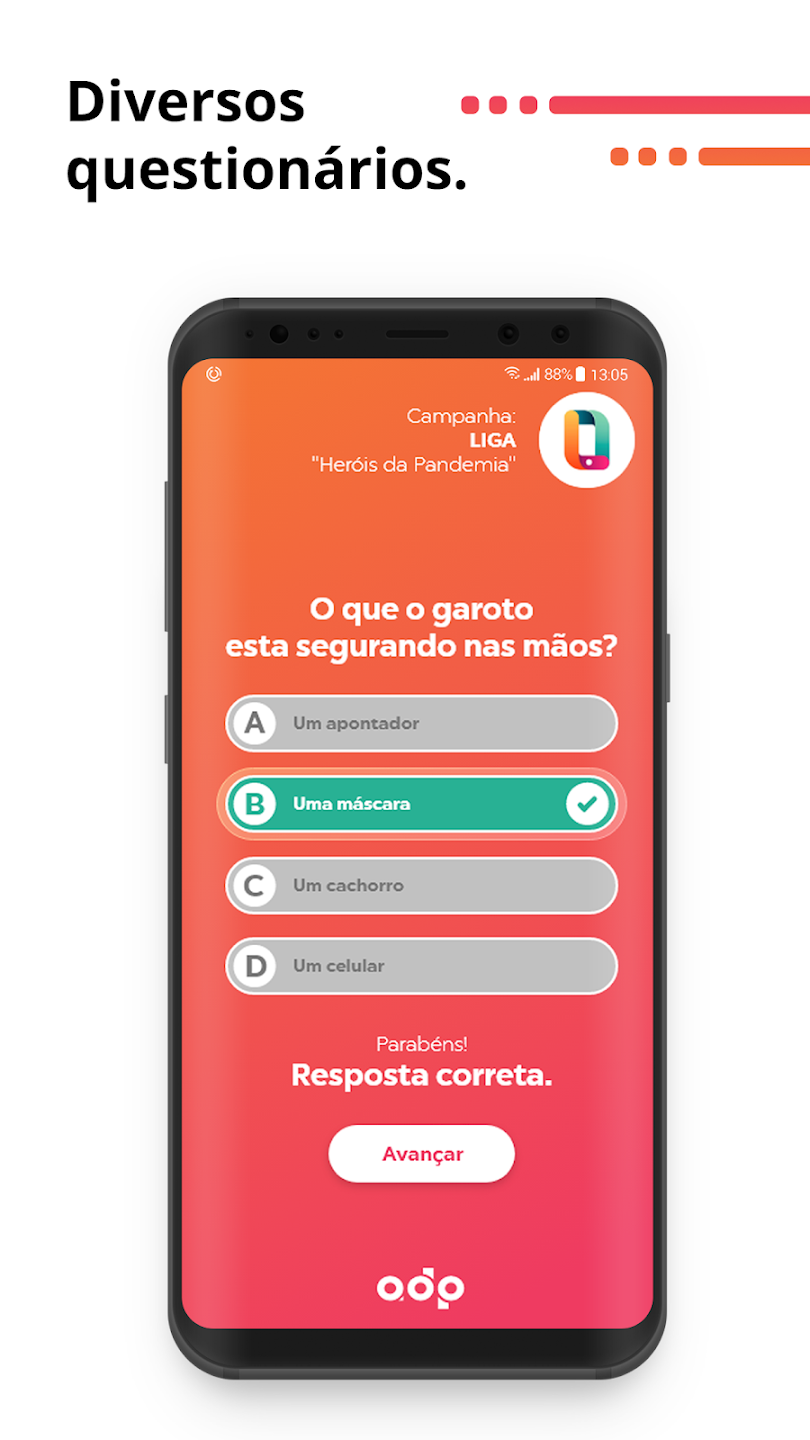 Diversos
questionários.
88% 13:05
Campanha:
LIGA
"Heróis da Pandemia"
O que o garoto
esta segurando nas mãos?
A Um apontador
B Uma máscara
C Um cachorro
D Um celular
Parabéns!
Resposta correta.
Avançar
adp